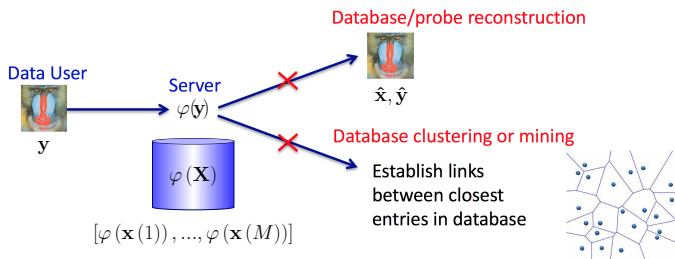 Database/probe reconstruction
Data User
Server
φ(y)
x̂, ŷ
y
Database clustering or mining
φ(X)
Establish links
between closest
entries in database
[φ(x(1)), ..., φ(x(M))]